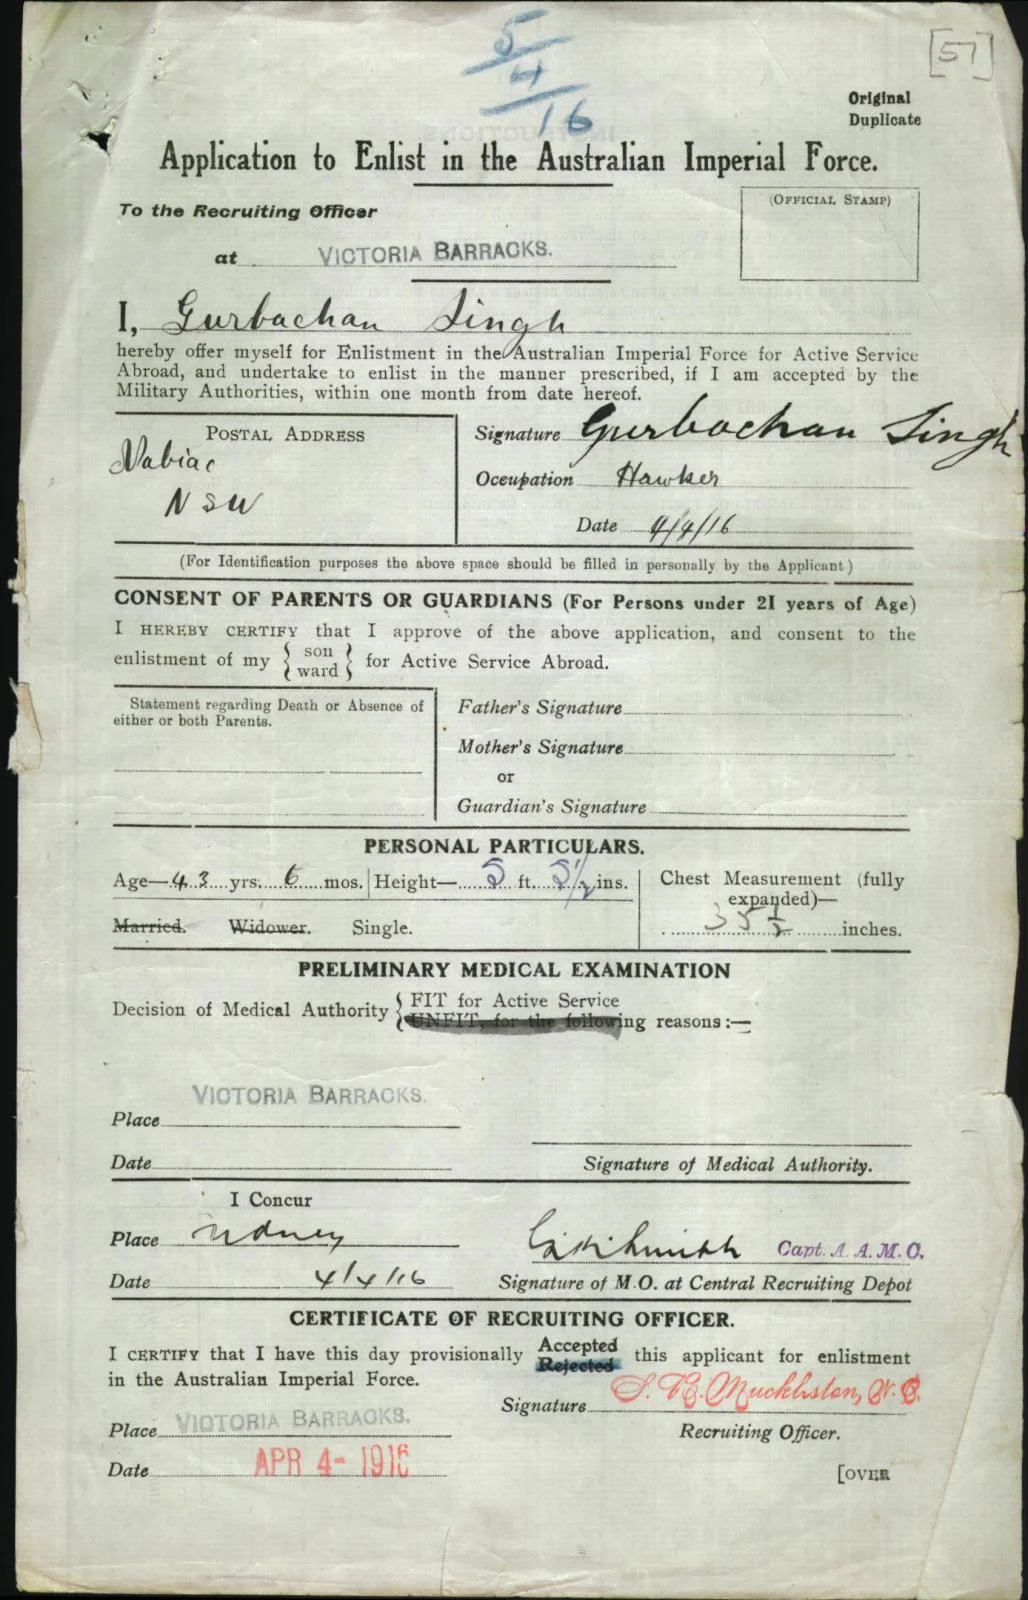 5/4/16
[57]
Original
Duplicate
Application to Enlist in the Australian Imperial Force.
To the Recruiting Officer
(OFFICIAL STAMP)
at VICTORIA BARRACKS.
I, Gurbachan Singh
hereby offer myself for Enlistment in the Australian Imperial Force for Active Service
Abroad, and undertake to enlist in the manner prescribed, if I am accepted by the
Military Authorities, within one month from date hereof.
POSTAL ADDRESS
Nabiac
NSW
Signature Gurbachan Singh
Occupation Hawker
Date 4/4/16
(For Identification purposes the above space should be filled in personally by the Applicant)
CONSENT OF PARENTS OR GUARDIANS (For Persons under 21 years of Age)
I HEREBY CERTIFY that I approve of the above application, and consent to the
enlistment of my { son ward } for Active Service Abroad.
Statement regarding Death or Absence of
either or both Parents.
Father's Signature
Mother's Signature
or
Guardian's Signature
PERSONAL PARTICULARS.
Age—43 yrs. 6 mos. Height—5 ft. 5 1/2 ins.
Chest Measurement (fully
expanded)—
35 1/2 inches.
Married. Widower. Single.
PRELIMINARY MEDICAL EXAMINATION
Decision of Medical Authority { FIT for Active Service
UNFIT, for the following reasons:—
VICTORIA BARRACKS.
Place
Date
Signature of Medical Authority.
I Concur
Place Sydney
Capt. A. A. M. C.
Date 4/4/16
Signature of M.O. at Central Recruiting Depot
CERTIFICATE OF RECRUITING OFFICER.
I CERTIFY that I have this day provisionally Accepted Rejected this applicant for enlistment
in the Australian Imperial Force.
Signature
Place VICTORIA BARRACKS.
Recruiting Officer.
Date APR 4- 1916
[OVER